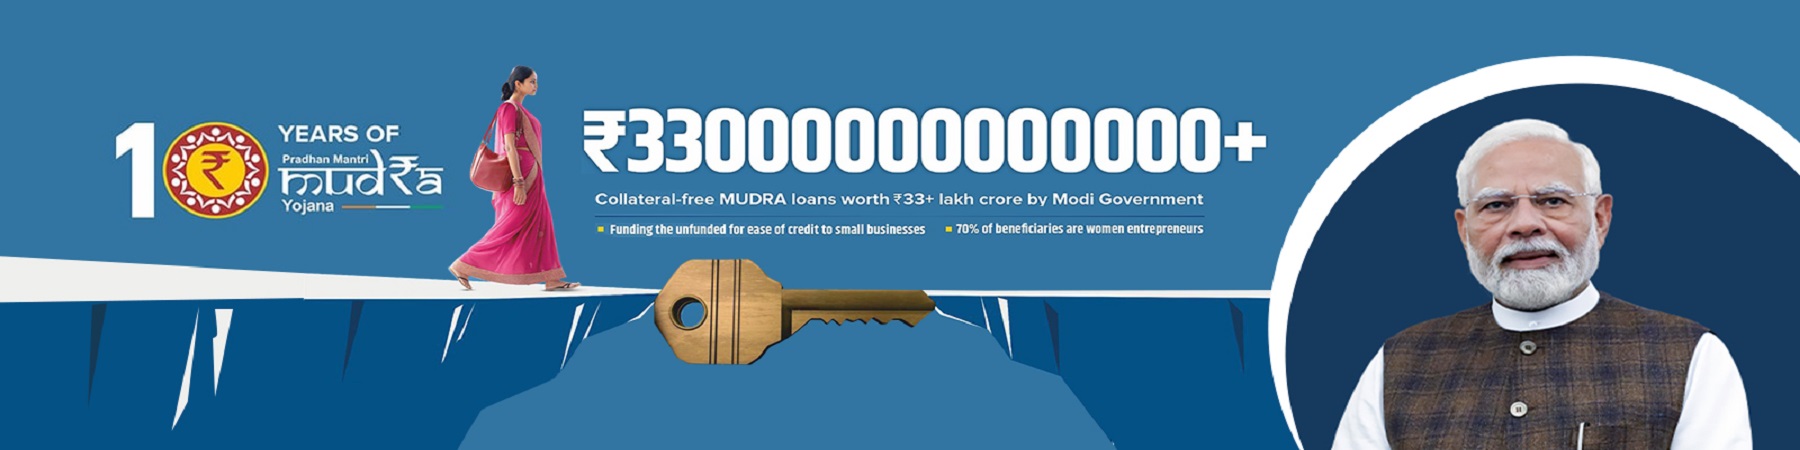 10 YEARS OF
Pradhan Mantri
mudra
Yojana
₹33000000000000+
Collateral-free MUDRA loans worth ₹33+ lakh crore by Modi Government
Funding the unfunded for ease of credit to small businesses
70% of beneficiaries are women entrepreneurs